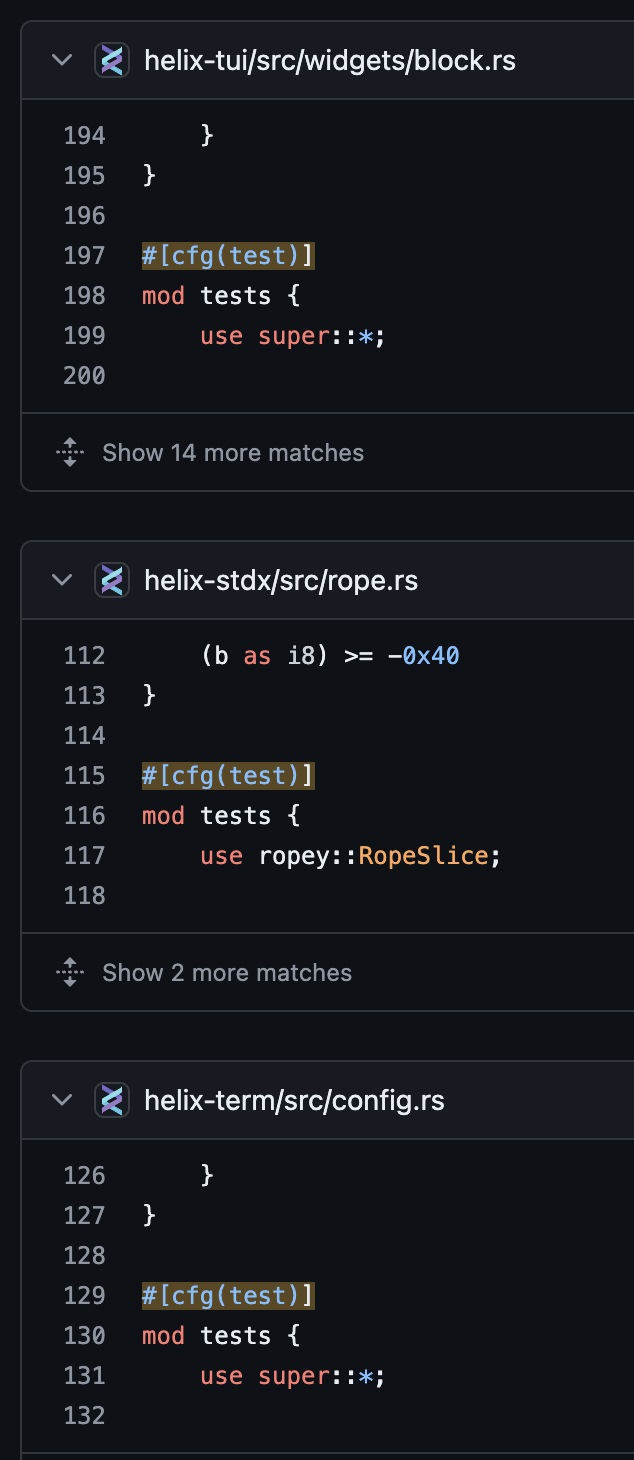 helix-tui/src/widgets/block.rs
194         }
195     }
196
197     #[cfg(test)]
198     mod tests {
199         use super::*;
200
Show 14 more matches
helix-stdx/src/rope.rs
112         (b as i8) >= -0x40
113     }
114
115     #[cfg(test)]
116     mod tests {
117         use ropey::RopeSlice;
118
Show 2 more matches
helix-term/src/config.rs
126         }
127     }
128
129     #[cfg(test)]
130     mod tests {
131         use super::*;
132